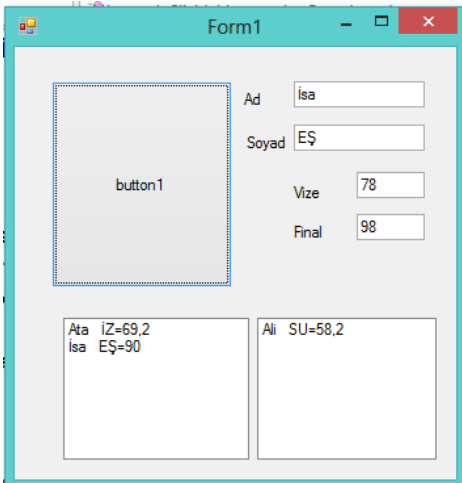 Form1
Ad
İsa
Soyad
EŞ
button1
Vize
78
Final
98
Ata İZ=69,2
İsa EŞ=90
Ali SU=58,2